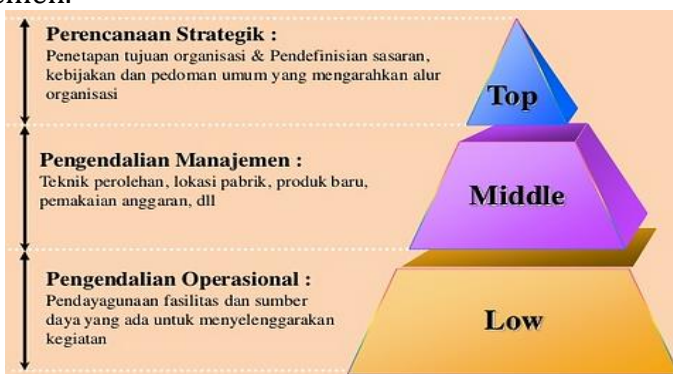 Perencanaan Strategik :
Penetapan tujuan organisasi & Pendefinisian sasaran,
kebijakan dan pedoman umum yang mengarahkan alur
organisasi
Top
Pengendalian Manajemen :
Teknik perolehan, lokasi pabrik, produk baru,
pemakaian anggaran, dll
Middle
Pengendalian Operasional :
Pendayagunaan fasilitas dan sumber
daya yang ada untuk menyelenggarakan
kegiatan
Low